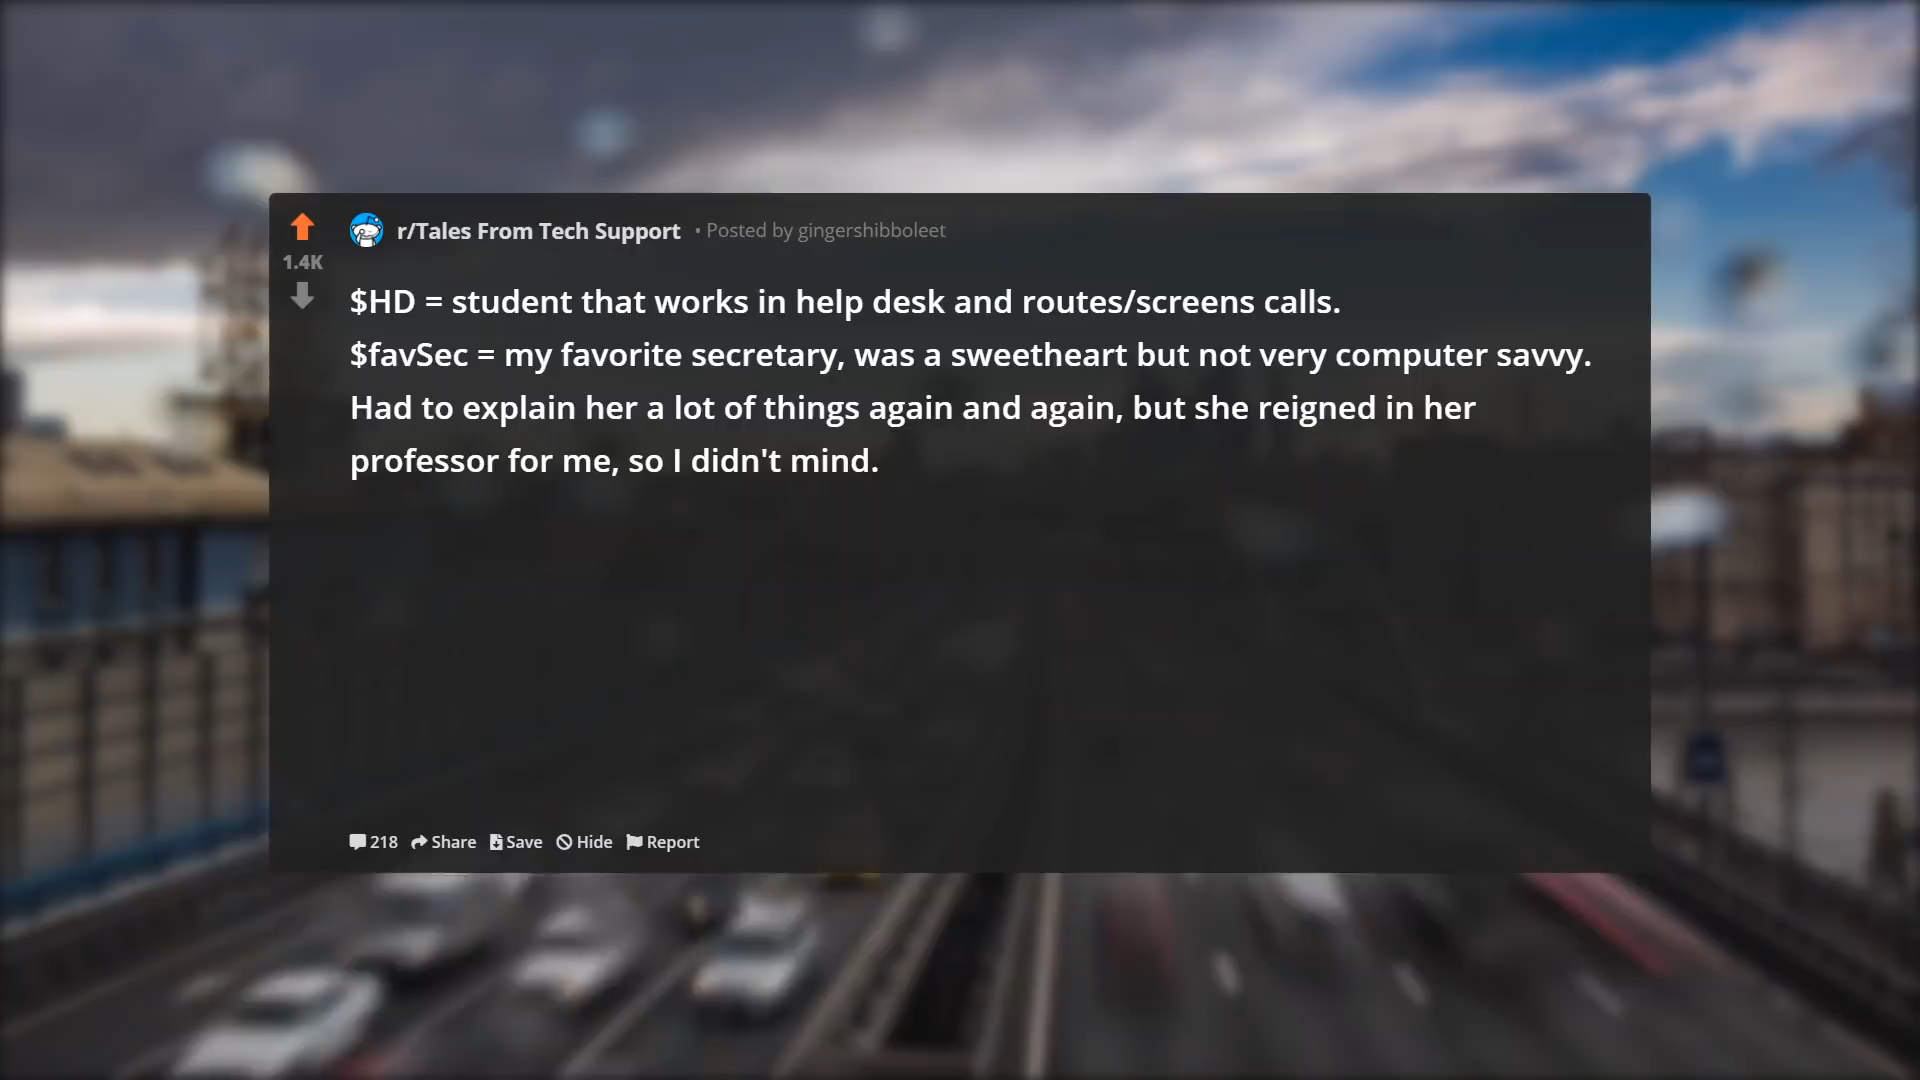 r/Tales From Tech Support • Posted by gingershibboleet
1.4K
$HD = student that works in help desk and routes/screens calls.
$favSec = my favorite secretary, was a sweetheart but not very computer savvy.
Had to explain her a lot of things again and again, but she reigned in her
professor for me, so I didn't mind.
218 Share Save Hide Report